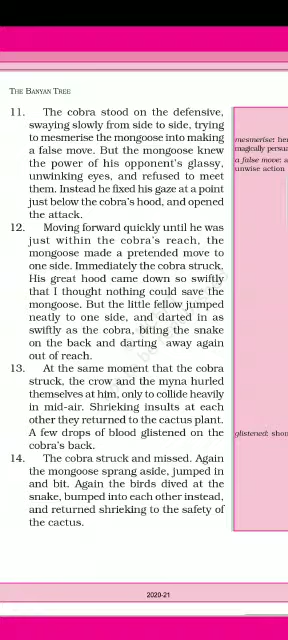 THE BANYAN TREE
11. The cobra stood on the defensive,
swaying slowly from side to side, trying
to mesmerise the mongoose into making
a false move. But the mongoose knew
the power of his opponent's glassy,
unwinking eyes, and refused to meet
them. Instead he fixed his gaze at a point
just below the cobra's hood, and opened
the attack.
12. Moving forward quickly until he was
just within the cobra's reach, the
mongoose made a pretended move to
one side. Immediately the cobra struck.
His great hood came down so swiftly
that I thought nothing could save the
mongoose. But the little fellow jumped
neatly to one side, and darted in as
swiftly as the cobra, biting the snake
on the back and darting away again
out of reach.
13. At the same moment that the cobra
struck, the crow and the myna hurled
themselves at him, only to collide heavily
in mid-air. Shrieking insults at each
other they returned to the cactus plant.
A few drops of blood glistened on the
cobra's back.
14. The cobra struck and missed. Again
the mongoose sprang aside, jumped in
and bit. Again the birds dived at the
snake, bumped into each other instead,
and returned shrieking to the safety of
the cactus.
mesmerise: her
magically persua
a false move: a
unwise action
glistened: shon
2020-21